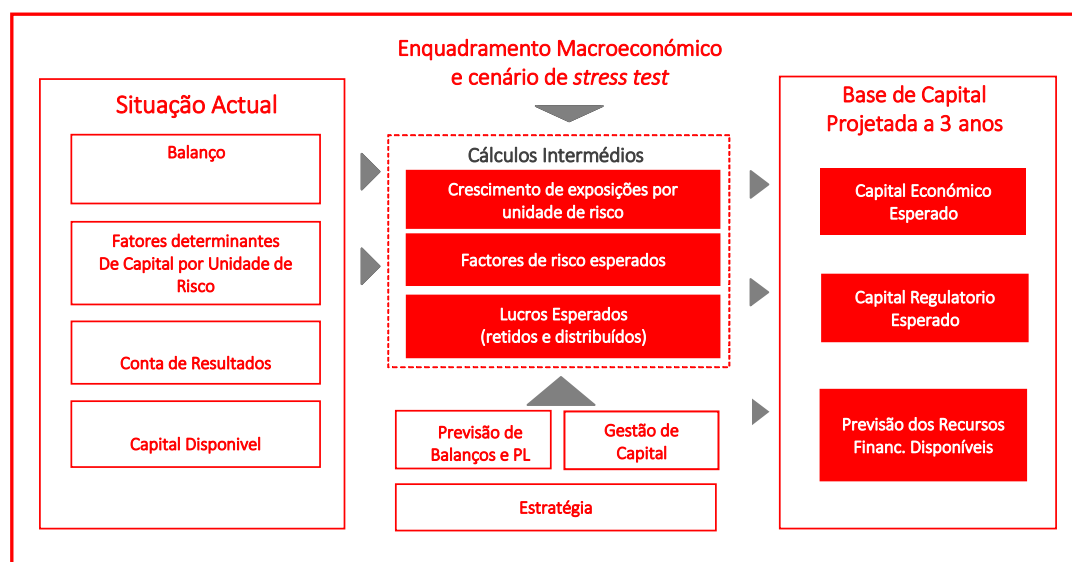 Enquadramento Macroeconómico
e cenário de stress test
Situação Actual
Balanço
Fatores determinantes
De Capital por Unidade de
Risco
Conta de Resultados
Capital Disponivel
Cálculos Intermédios
Crescimento de exposições por
unidade de risco
Factores de risco esperados
Lucros Esperados
(retidos e distribuídos)
Previsão de
Balanços e PL
Gestão de
Capital
Estratégia
Base de Capital
Projetada a 3 anos
Capital Económico
Esperado
Capital Regulatorio
Esperado
Previsão dos Recursos
Financ. Disponíveis